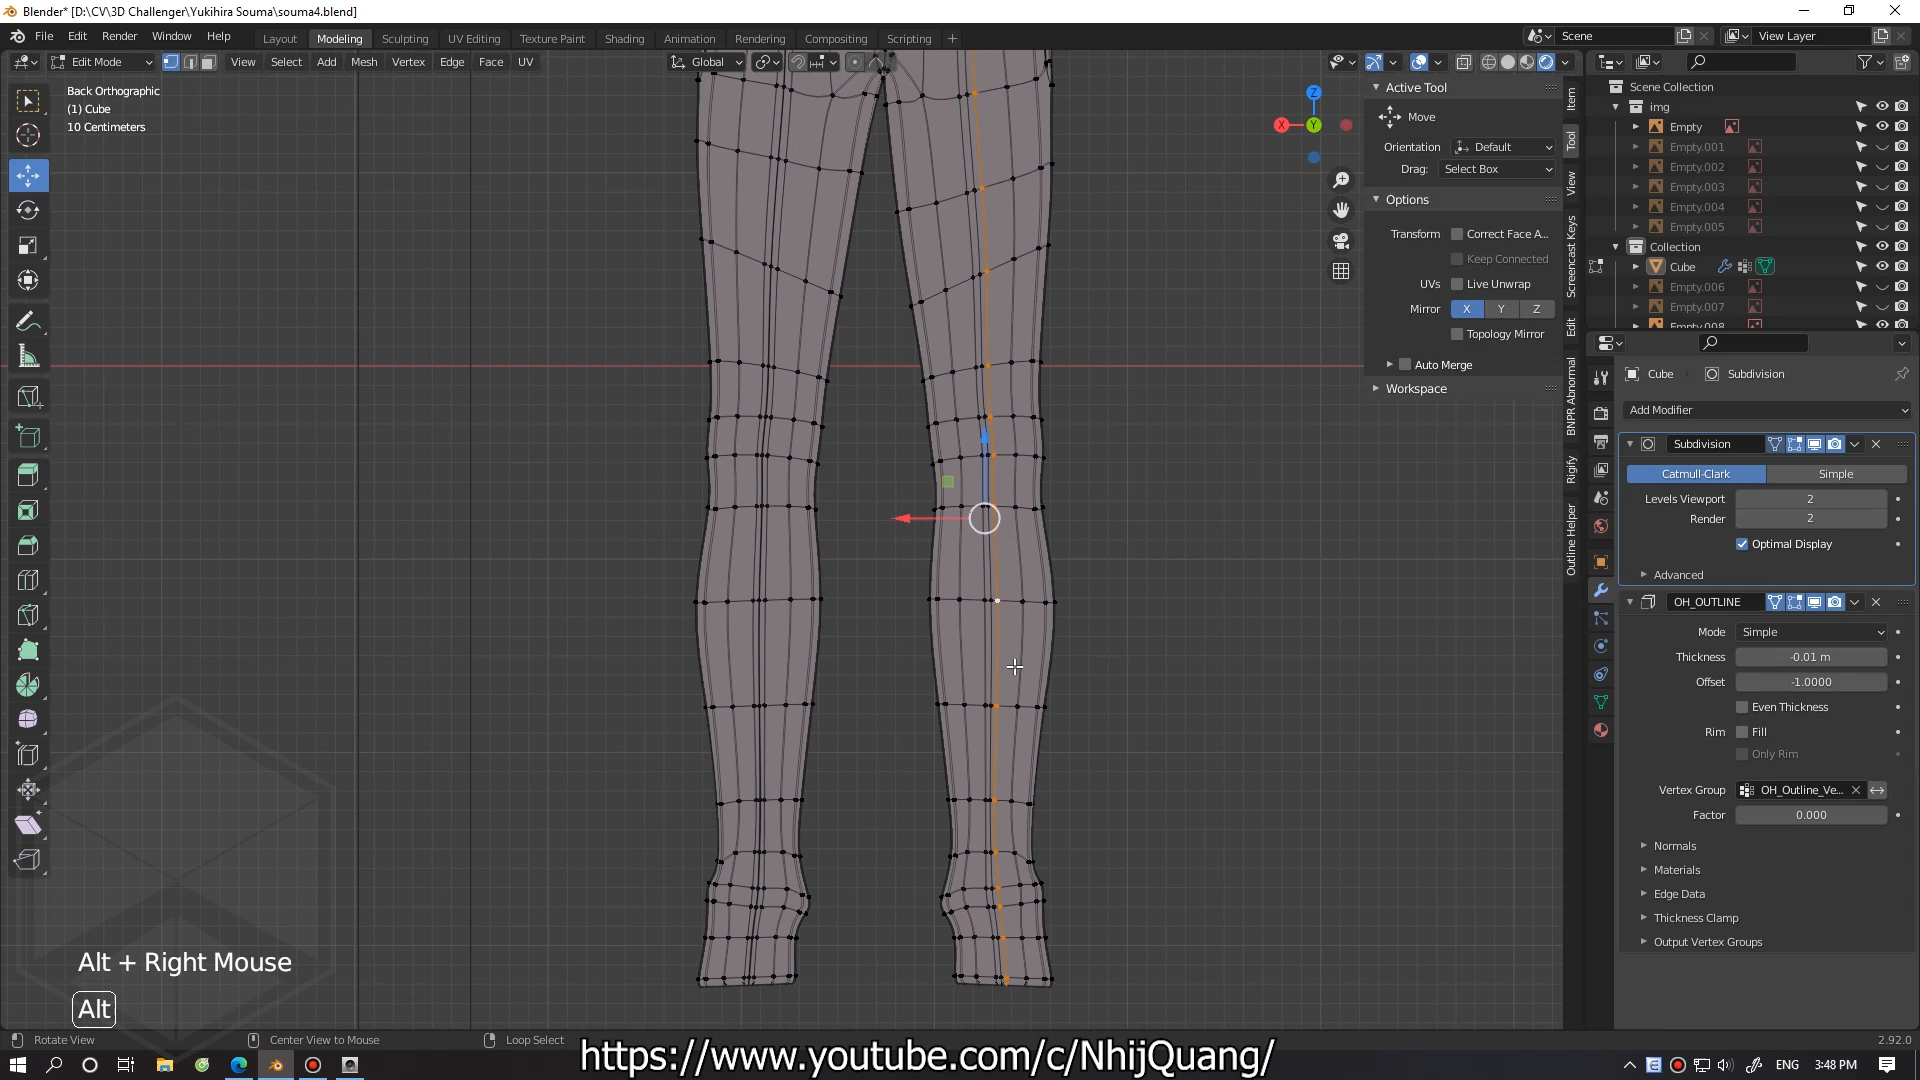 Blender* [D:\CV\3D Challenger\Yukihira Souma\souma4.blend]
File Edit Render Window Help Layout Modeling Sculpting UV Editing Texture Paint Shading Animation Rendering Compositing Scripting Scene View Layer
Edit Mode View Select Add Mesh Vertex Edge Face UV Global
Back Orthographic
(1) Cube
10 Centimeters
Z
X
Y
Active Tool
Move
Orientation Default
Drag: Select Box
Options
Transform Correct Face A...
Keep Connected
UVs Live Unwrap
Mirror X Y Z
Topology Mirror
Auto Merge
Workspace
Item
Tool
View
Screencast Keys
Edit
BNPR Abnormal
Rigify
Outline Helper
Scene Collection
img
Empty
Empty.001
Empty.002
Empty.003
Empty.004
Empty.005
Collection
Cube
Empty.006
Empty.007
Empty.008
Cube Subdivision
Add Modifier
Subdivision
Catmull-Clark Simple
Levels Viewport 2
Render 2
Optimal Display
Advanced
OH_OUTLINE
Mode Simple
Thickness -0.01 m
Offset -1.0000
Even Thickness
Rim Fill
Only Rim
Vertex Group OH_Outline_Ve...
Factor 0.000
Normals
Materials
Edge Data
Thickness Clamp
Output Vertex Groups
Alt + Right Mouse
Alt
Rotate View Center View to Mouse Loop Select 2.92.0
https://www.youtube.com/c/NhijQuang/
ENG 3:48 PM